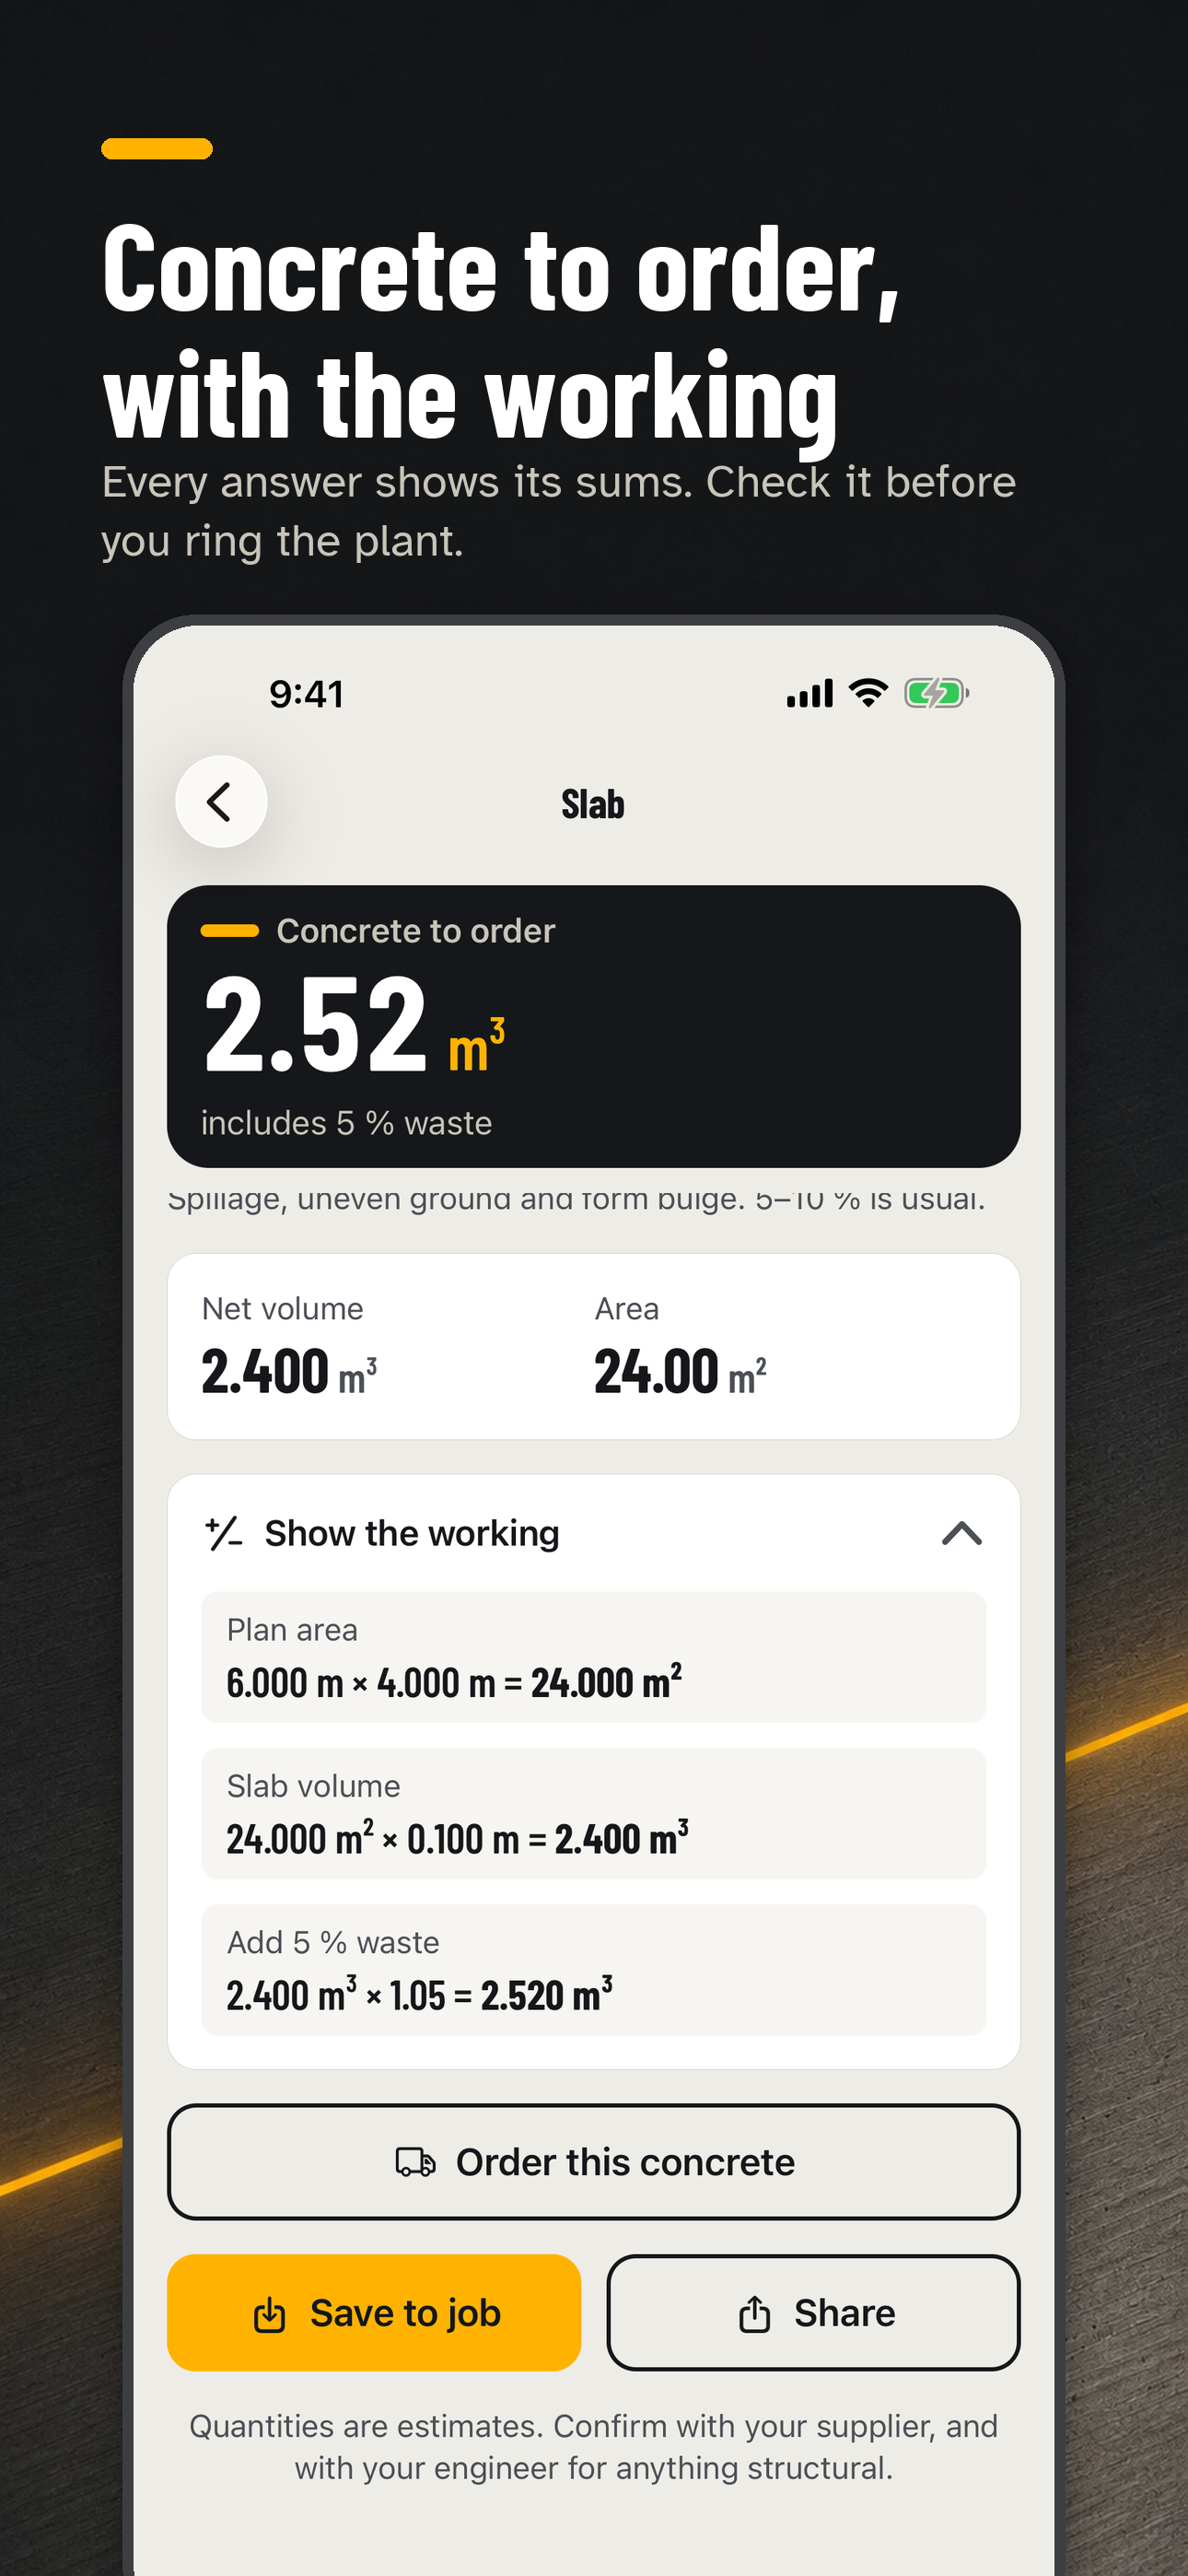 Concrete to order,
with the working
Every answer shows its sums. Check it before
you ring the plant.
9:41
Slab
Concrete to order
2.52 m³
includes 5 % waste
Spillage, uneven ground and form bulge. 5–10 % is usual.
Net volume
2.400 m³
Area
24.00 m²
Show the working
Plan area
6.000 m × 4.000 m = 24.000 m²
Slab volume
24.000 m² × 0.100 m = 2.400 m³
Add 5 % waste
2.400 m³ × 1.05 = 2.520 m³
Order this concrete
Save to job
Share
Quantities are estimates. Confirm with your supplier, and
with your engineer for anything structural.